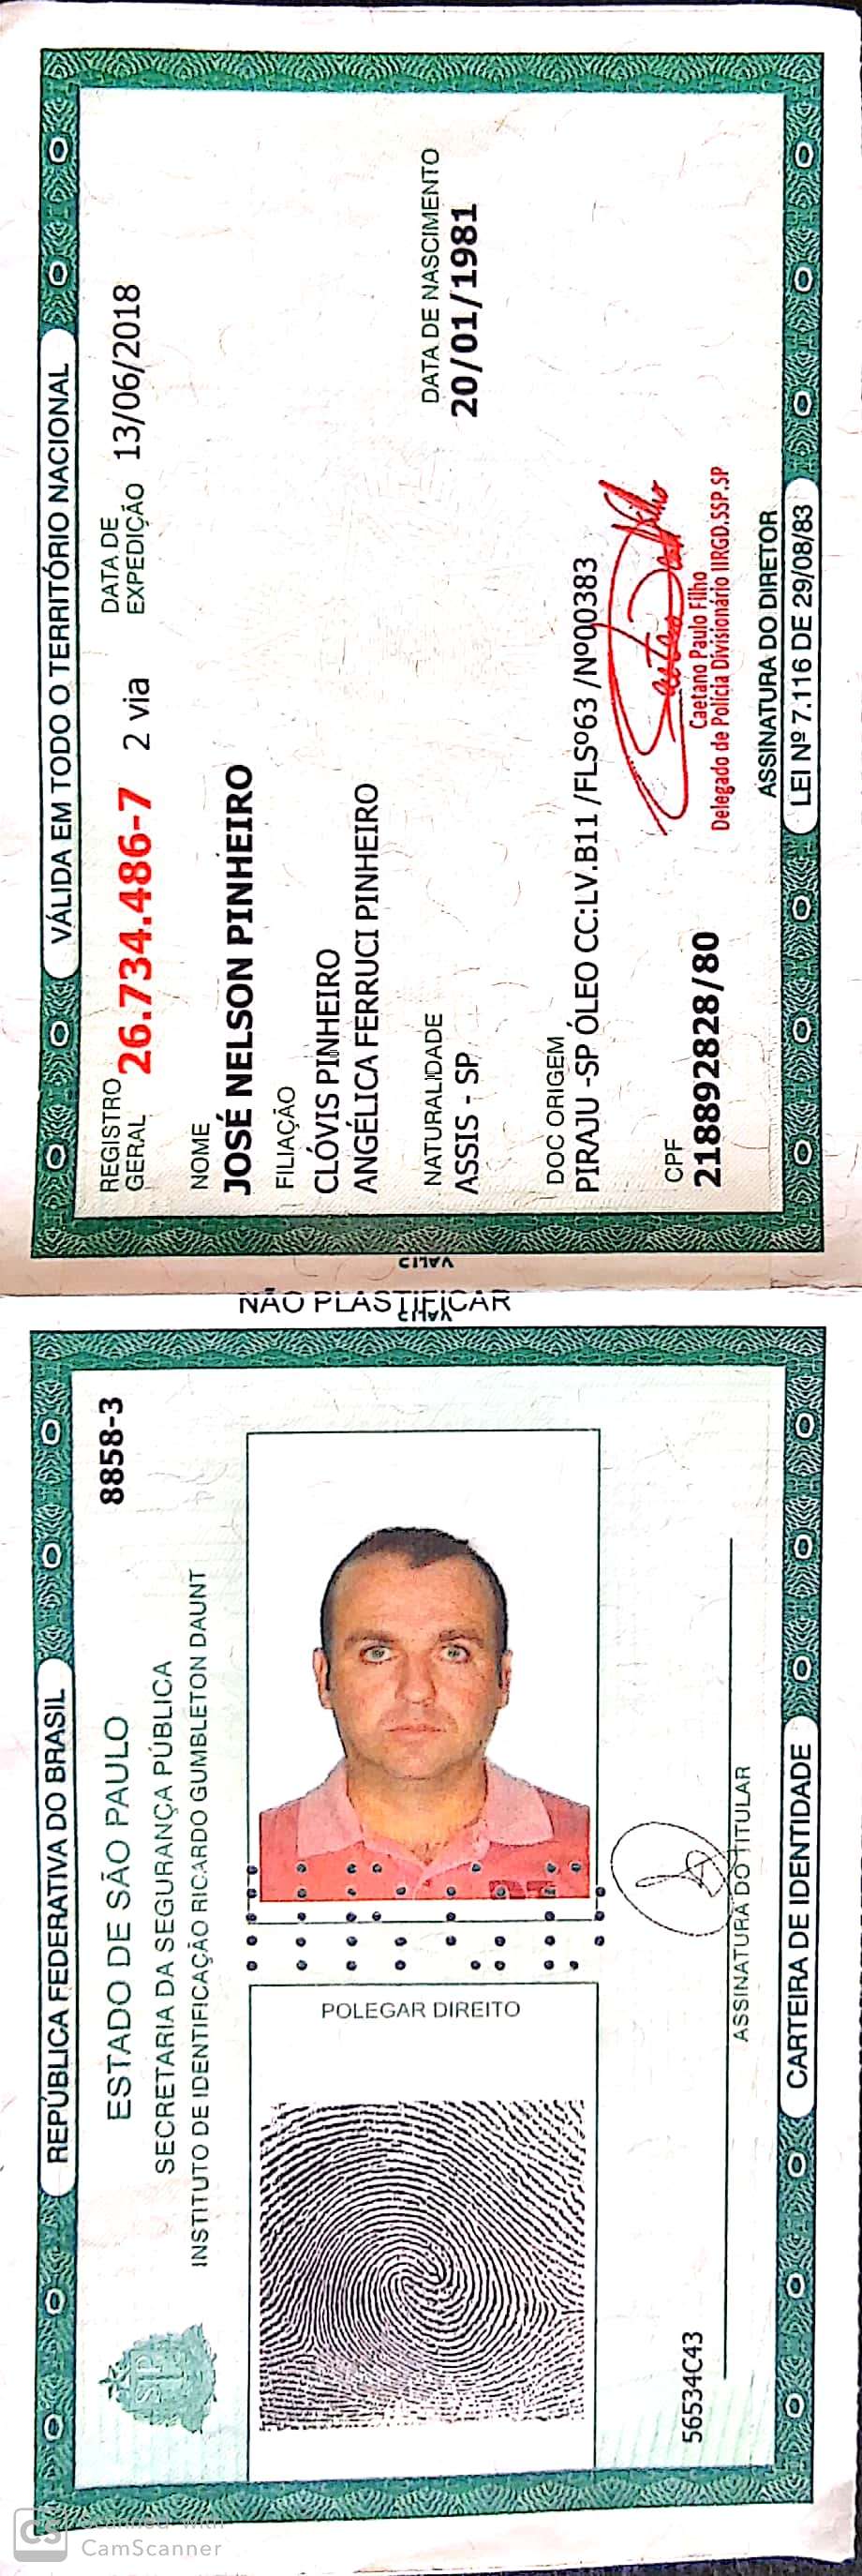 CamScanner
REPÚBLICA FEDERATIVA DO BRASIL
ESTADO DE SÃO PAULO
8858-3
SECRETARIA DA SEGURANÇA PÚBLICA
INSTITUTO DE IDENTIFICAÇÃO RICARDO GUMBLETON DAUNT
POLEGAR DIREITO
56534C43
ASSINATURA DO TITULAR
CARTEIRA DE IDENTIDADE
NÃO PLASTIFICAR
VÁLIDA EM TODO O TERRITÓRIO NACIONAL
REGISTRO
GERAL 26.734.486-7 2 via
DATA DE
EXPEDIÇÃO 13/06/2018
NOME
JOSÉ NELSON PINHEIRO
FILIAÇÃO
CLÓVIS PINHEIRO
ANGÉLICA FERRUCI PINHEIRO
NATURALIDADE
ASSIS - SP
DATA DE NASCIMENTO
20/01/1981
DOC ORIGEM
PIRAJU -SP ÓLEO CC:LV.B11 /FLSº63 /Nº00383
CPF
218892828/80
Caetano Paulo Filho
Delegado de Polícia Divisionário IIRGD.SSP.SP
ASSINATURA DO DIRETOR
LEI Nº 7.116 DE 29/08/83